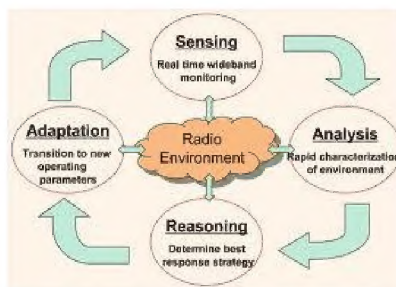 Sensing
Real time wideband
monitoring
Adaptation
Transition to new
operating
parameters
Radio
Environment
Analysis
Rapid characterization
of environment
Reasoning
Determine best
response strategy